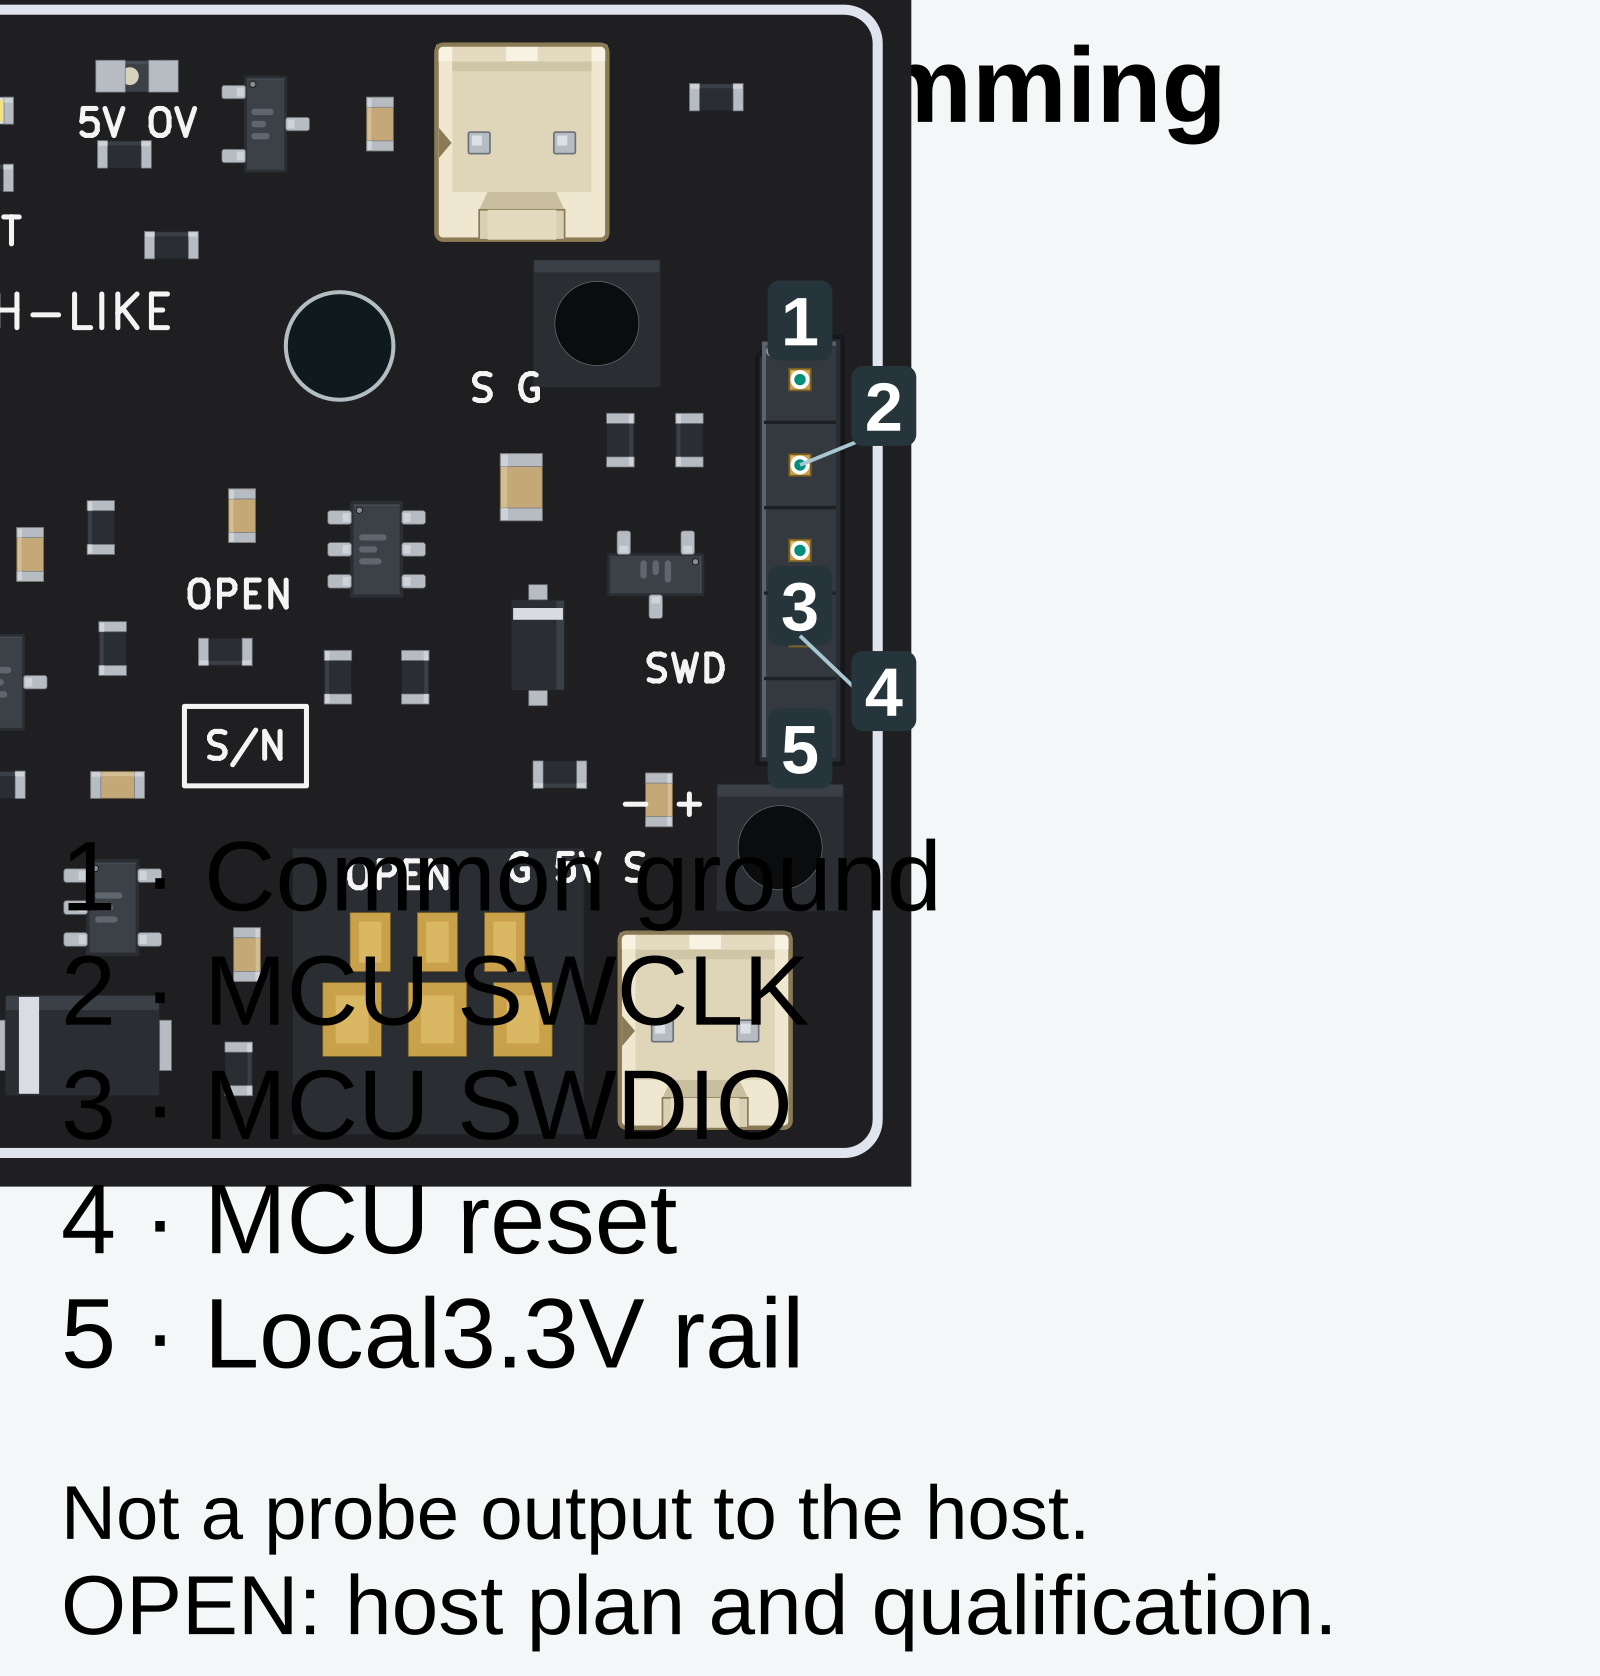 mming
5V OV
T
H-LIKE
1
S G
2
OPEN
3
SWD
4
S/N
5
- +
OPEN G 5V S
1 · Common ground
2 · MCU SWCLK
3 · MCU SWDIO
4 · MCU reset
5 · Local3.3V rail
Not a probe output to the host.
OPEN: host plan and qualification.